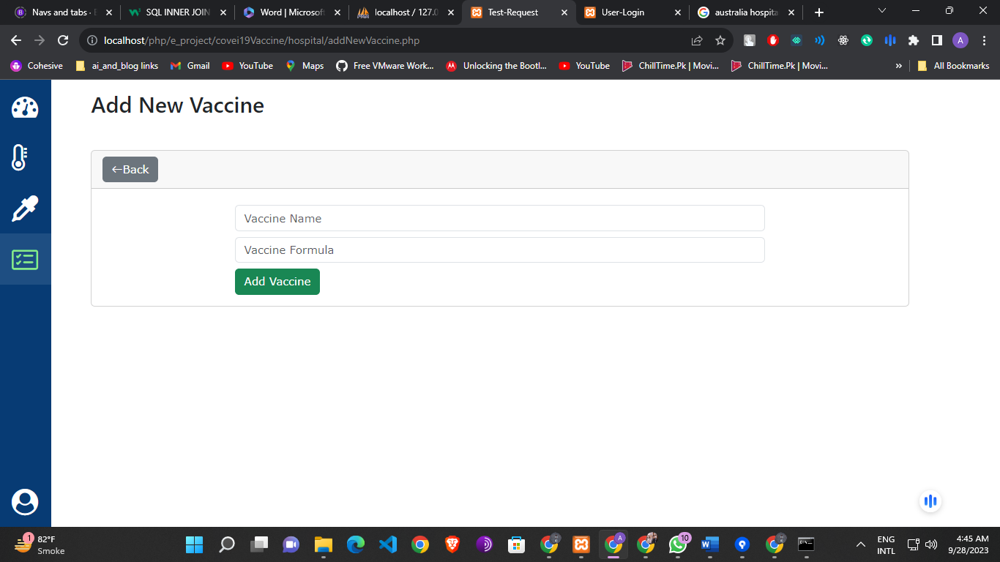 Navs and tabs · B
SQL INNER JOIN
Word | Microsof
localhost / 127.0
Test-Request
User-Login
australia hospita
localhost/php/e_project/covei19Vaccine/hospital/addNewVaccine.php
A
Cohesive
ai_and_blog links
Gmail
YouTube
Maps
Free VMware Work...
Unlocking the Bootl...
YouTube
ChillTime.Pk | Movi...
ChillTime.Pk | Movi...
»
All Bookmarks
Add New Vaccine
←Back
Vaccine Name
Vaccine Formula
Add Vaccine
1
82°F
Smoke
A
10
ENG
INTL
4:45 AM
9/28/2023